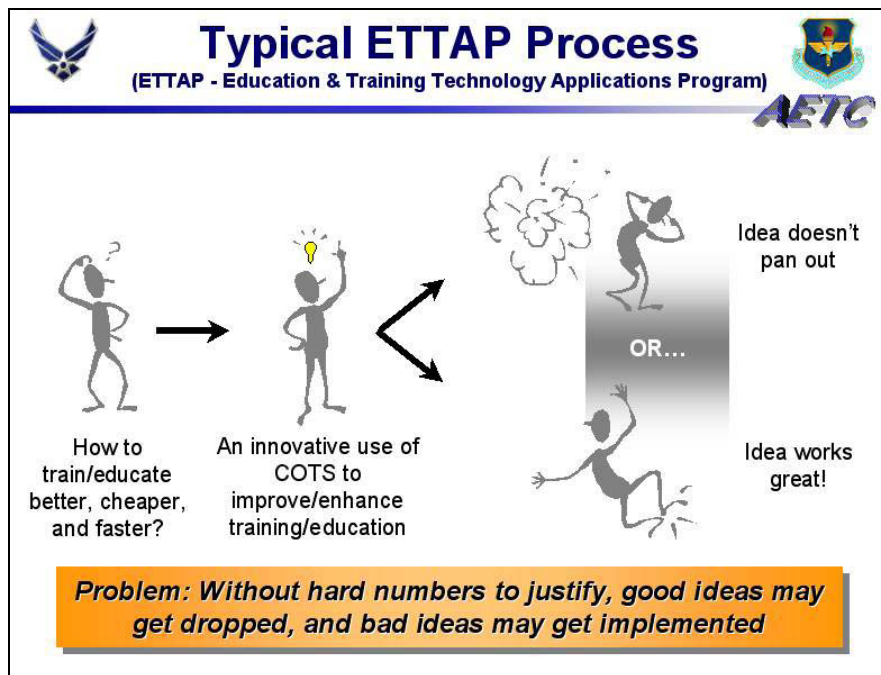 Typical ETTAP Process
(ETTAP - Education & Training Technology Applications Program)
AETC
?
Idea doesn't
pan out
OR...
How to
train/educate
better, cheaper,
and faster?
An innovative use of
COTS to
improve/enhance
training/education
Idea works
great!
Problem: Without hard numbers to justify, good ideas may
get dropped, and bad ideas may get implemented